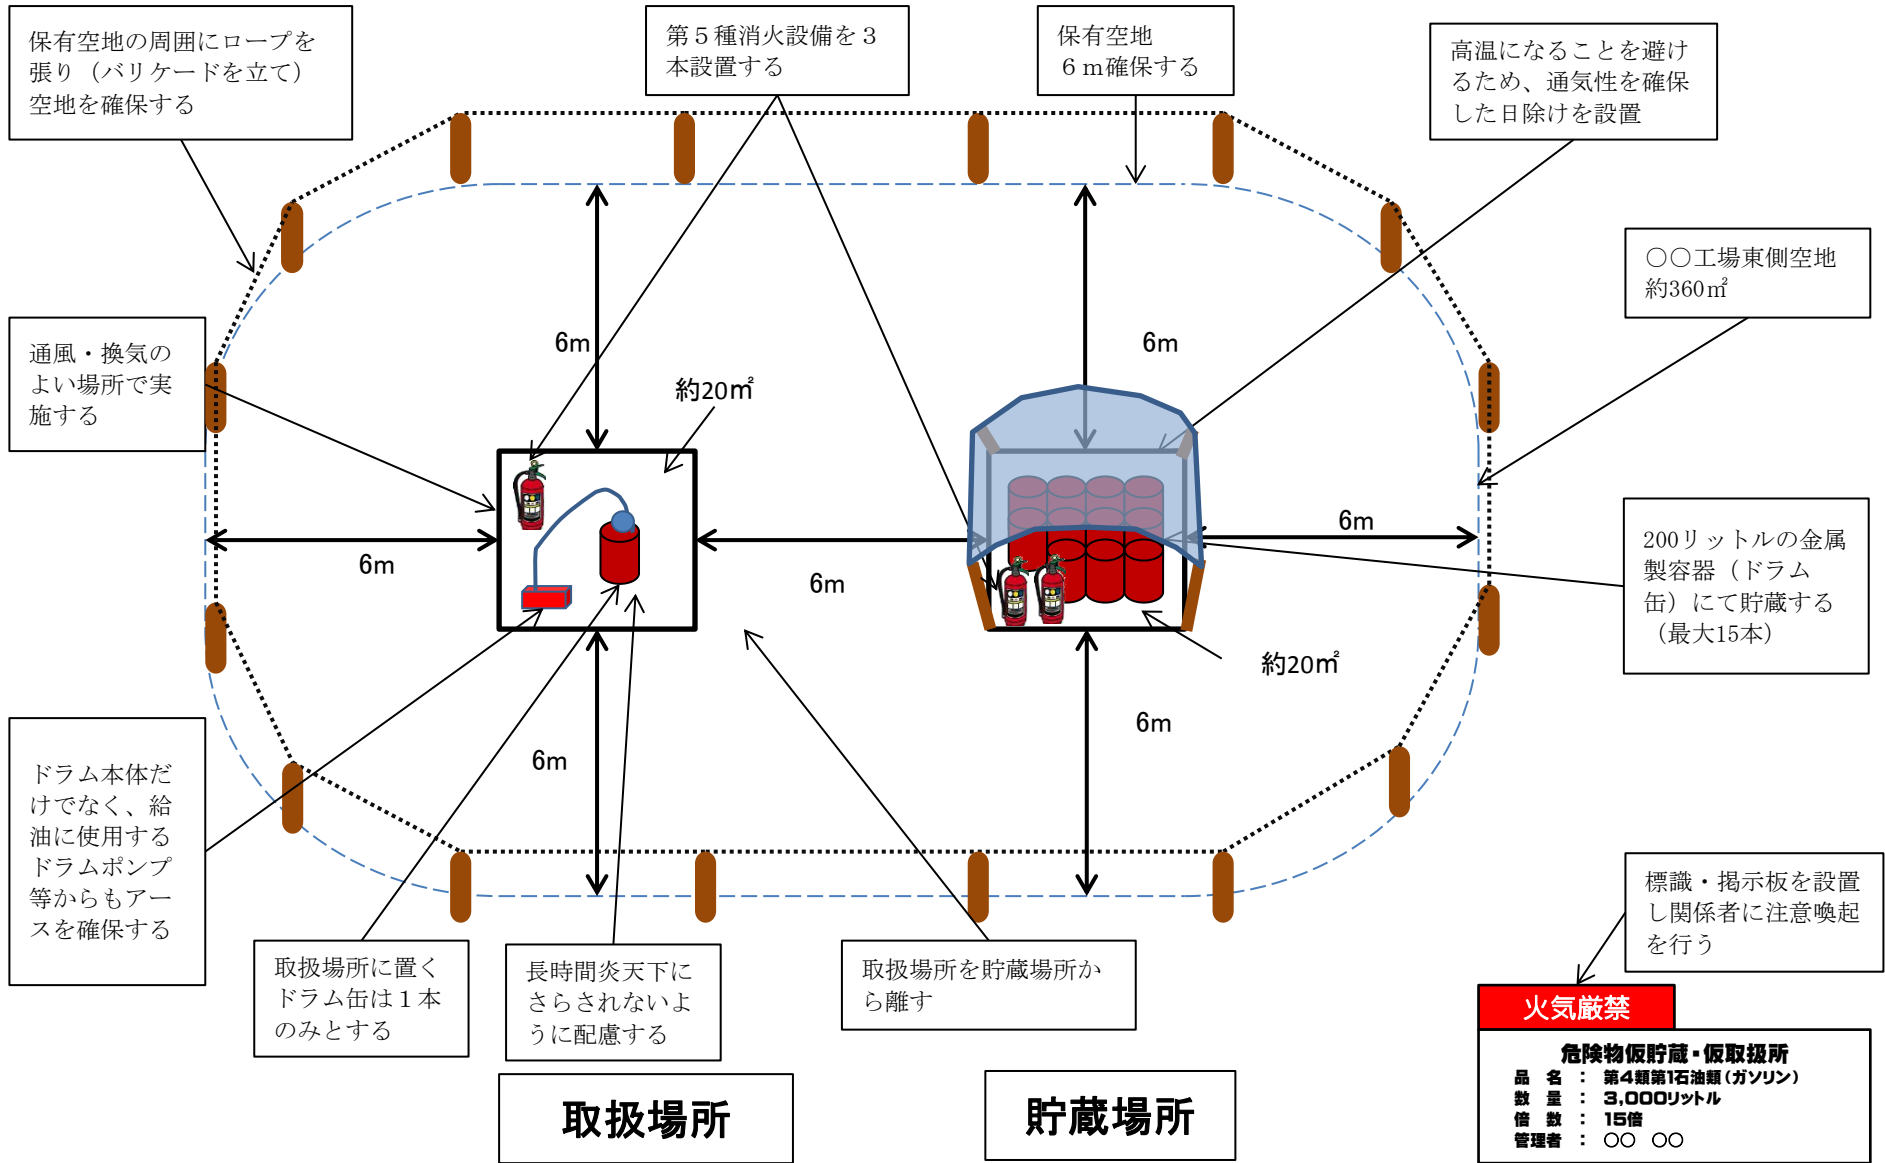 保有空地の周囲にロープを
張り（バリケードを立て）
空地を確保する
第５種消火設備を３
本設置する
保有空地
６ｍ確保する
高温になることを避け
るため、通気性を確保
した日除けを設置
〇〇工場東側空地
約360㎡
通風・換気の
よい場所で実
施する
6m
6m
約20㎡
6m
6m
6m
200リットルの金属
製容器（ドラム
缶）にて貯蔵する
（最大15本）
約20㎡
6m
6m
ドラム本体だ
けでなく、給
油に使用する
ドラムポンプ
等からもアー
スを確保する
取扱場所に置く
ドラム缶は１本
のみとする
長時間炎天下に
さらされないよ
うに配慮する
取扱場所を貯蔵場所か
ら離す
標識・掲示板を設置
し関係者に注意喚起
を行う
火気厳禁
危険物仮貯蔵・仮取扱所
品名：第4類第1石油類（ガソリン）
数量：3,000リットル
倍数：15倍
管理者：〇〇 〇〇
取扱場所
貯蔵場所